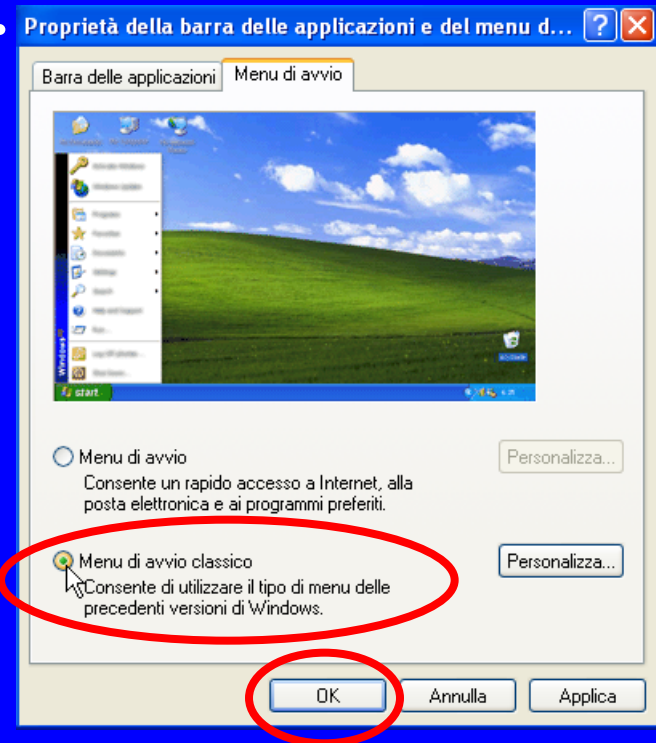 Proprietà della barra delle applicazioni e del menu d...
Barra delle applicazioni Menu di avvio
start
Menu di avvio Personalizza...
Consente un rapido accesso a Internet, alla
posta elettronica e ai programmi preferiti.
Menu di avvio classico Personalizza...
Consente di utilizzare il tipo di menu delle
precedenti versioni di Windows.
OK Annulla Applica